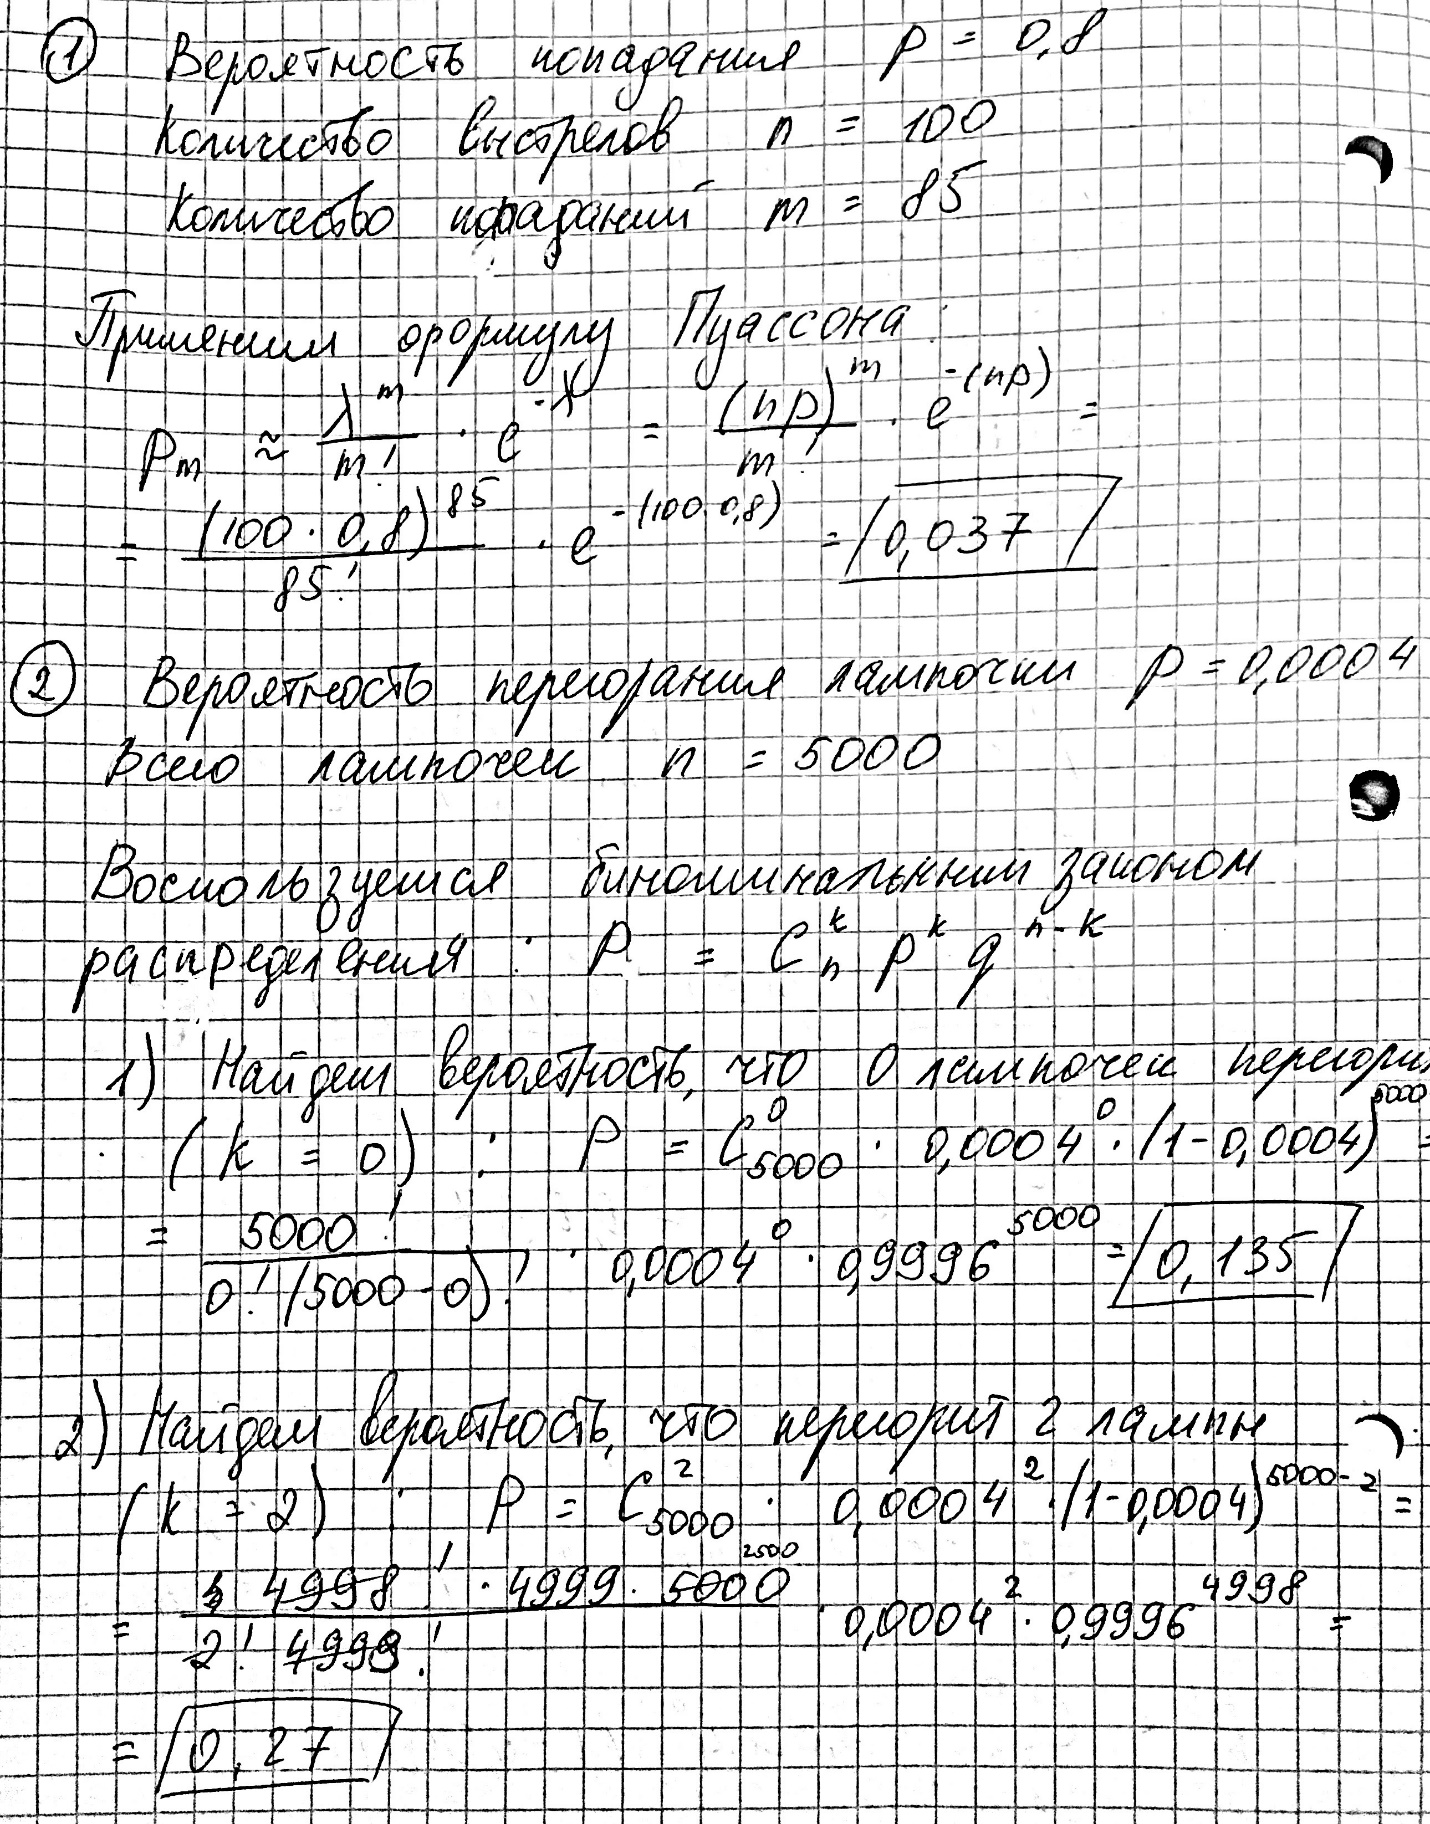 ① Вероятность попадания p = 0,8
Количество выстрелов n = 100
Количество попаданий m = 85
Применим формулу Пуассона:
Pm ≈ λ^m / m! · e^-λ = (np)^m / m! · e^-(np) =
= (100 · 0,8)^85 / 85! · e^-(100·0,8) = 0,037
② Вероятность перегорания лампочки p = 0,0004
Всего лампочек n = 5000
Воспользуемся биноминальным законом
распределения: P = C_n^k p^k q^n-k
1) Найдем вероятность, что 0 лампочек перегорит
(k = 0) : P = C_5000^0 · 0,0004^0 · (1-0,0004)^5000 =
= 5000! / 0! (5000-0)! · 0,0004^0 · 0,9996^5000 = 0,135
2) Найдем вероятность, что перегорит 2 лампы
(k = 2) : P = C_5000^2 · 0,0004^2 · (1-0,0004)^5000-2 =
= 4998! · 4999 · 5000 2500 / 2! 4998! · 0,0004^2 · 0,9996^4998 =
= 0,27